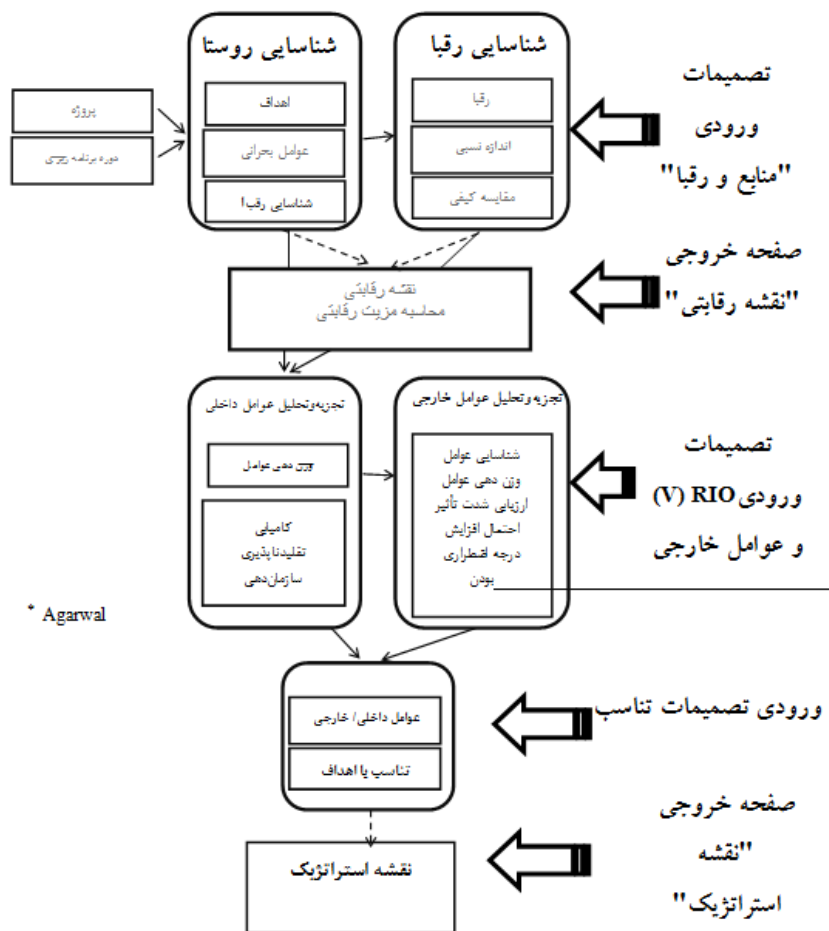 شناسایی روستا
شناسایی رقبا
تصمیمات
ورودی
"منابع و رقبا"
پروژه
دوره برنامه ریزی
اهداف
عوامل بحرانی
شناسایی رقبا
رقبا
اندازه نسبی
مقایسه کیفی
صفحه خروجی
"نقشه رقابتی"
نقشه رقابتی
محاسبه مزیت رقابتی
تجزیه‌وتحلیل عوامل داخلی
تجزیه‌وتحلیل عوامل خارجی
وزن دهی عوامل
کامیابی
تقلیدناپذیری
سازمان‌دهی
شناسایی عوامل
وزن دهی عوامل
ارزیابی شدت تأثیر
احتمال افزایش
درجه اضطراری
بودن
تصمیمات
ورودی (V) RIO
و عوامل خارجی
* Agarwal
عوامل داخلی/ خارجی
تناسب با اهداف
ورودی تصمیمات تناسب
نقشه استراتژیک
صفحه خروجی
"نقشه
استراتژیک"